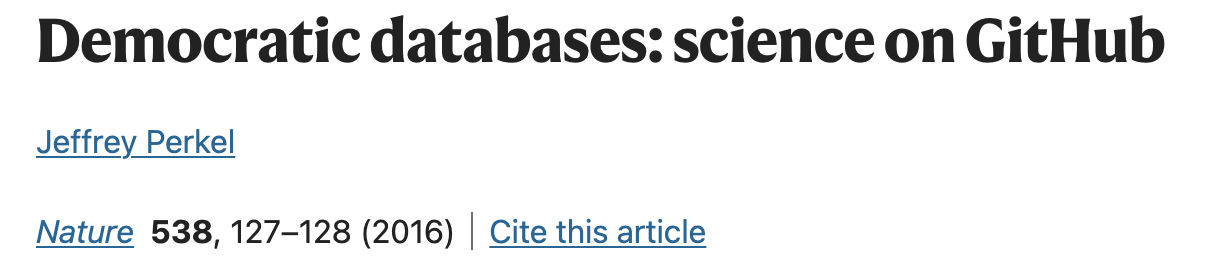 Democratic databases: science on GitHub
Jeffrey Perkel
Nature 538, 127–128 (2016) | Cite this article